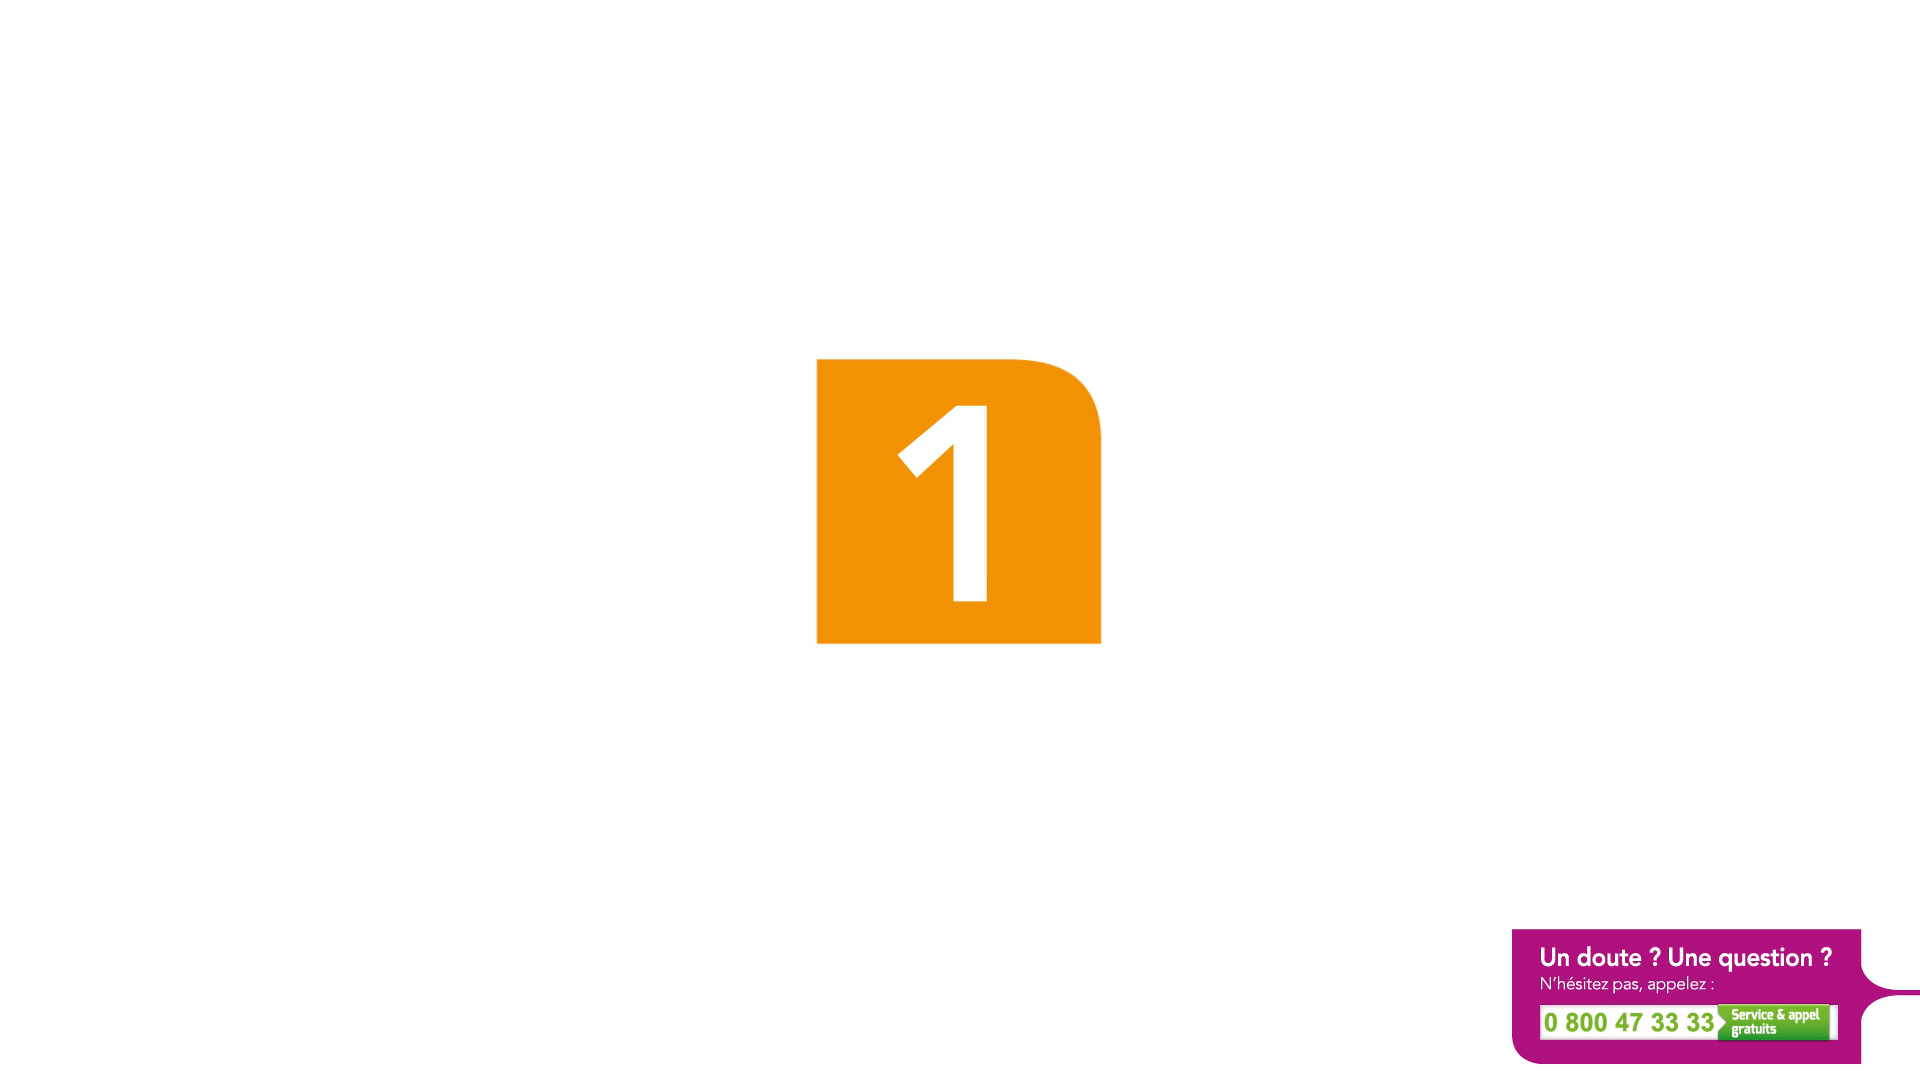 1
Un doute ? Une question ?
N'hésitez pas, appelez :
0 800 47 33 33
Service & appel
gratuits